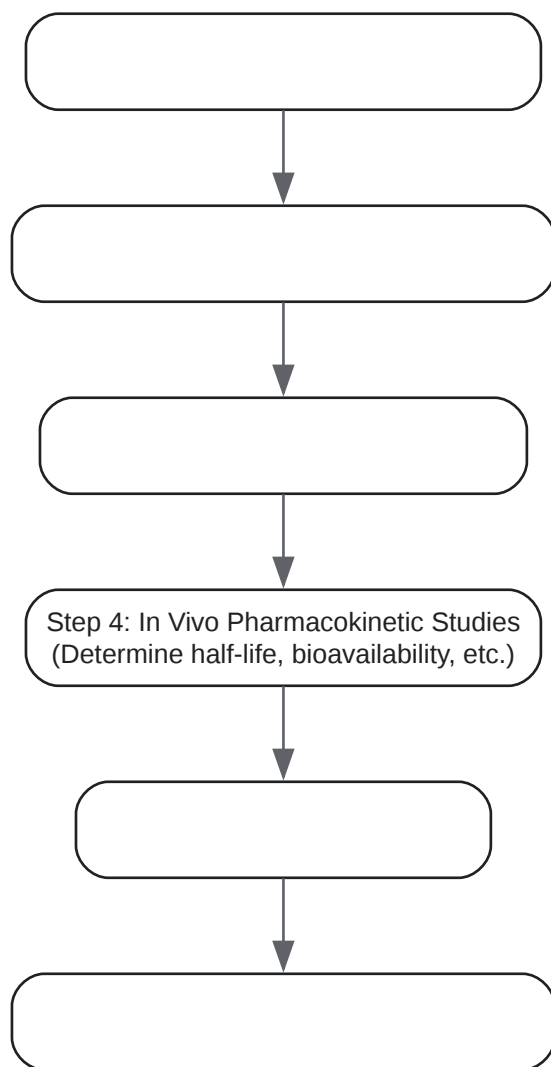 Step 4: In Vivo Pharmacokinetic Studies
(Determine half-life, bioavailability, etc.)